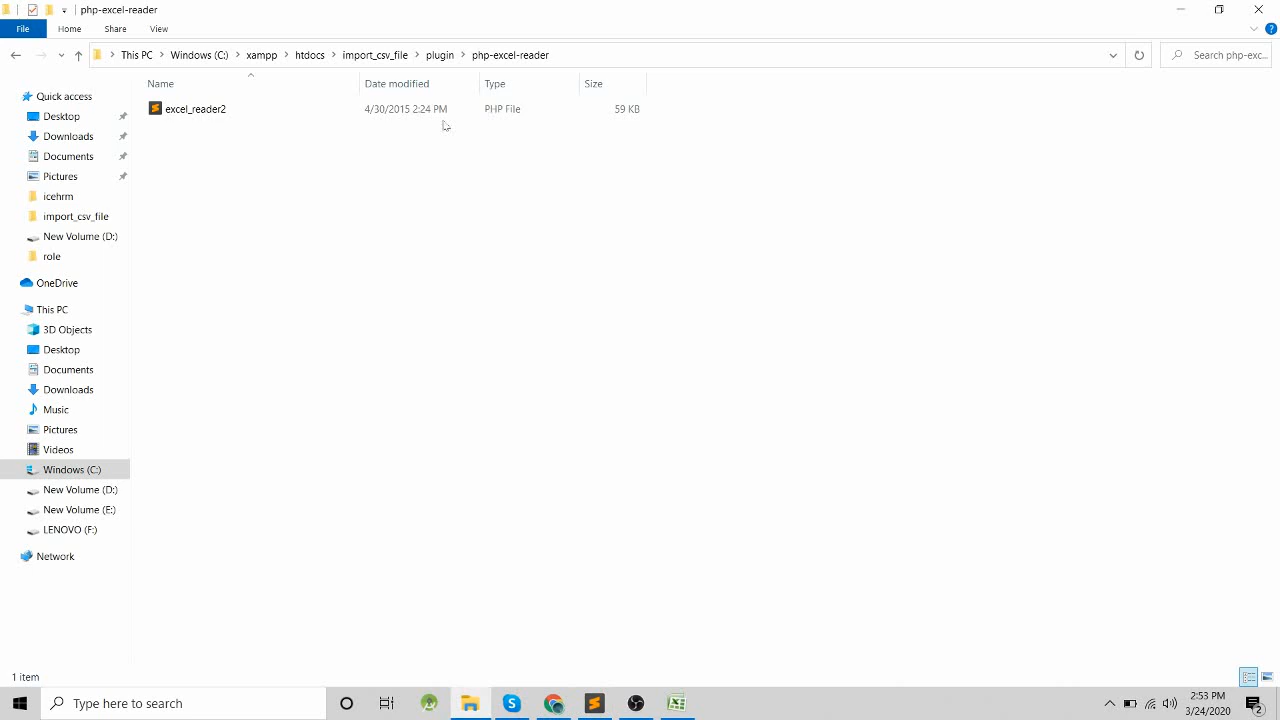 php-excel-reader
File Home Share View
This PC Windows (C:) xampp htdocs import_csv_file plugin php-excel-reader Search php-exc...
Name Date modified Type Size
excel_reader2 4/30/2015 2:24 PM PHP File 59 KB
Quick access
Desktop
Downloads
Documents
Pictures
icehrm
import_csv_file
New Volume (D:)
role
OneDrive
This PC
3D Objects
Desktop
Documents
Downloads
Music
Pictures
Videos
Windows (C:)
New Volume (D:)
New Volume (E:)
LENOVO (F:)
Network
1 item
Type here to search
2:53 PM
3/24/2020
2